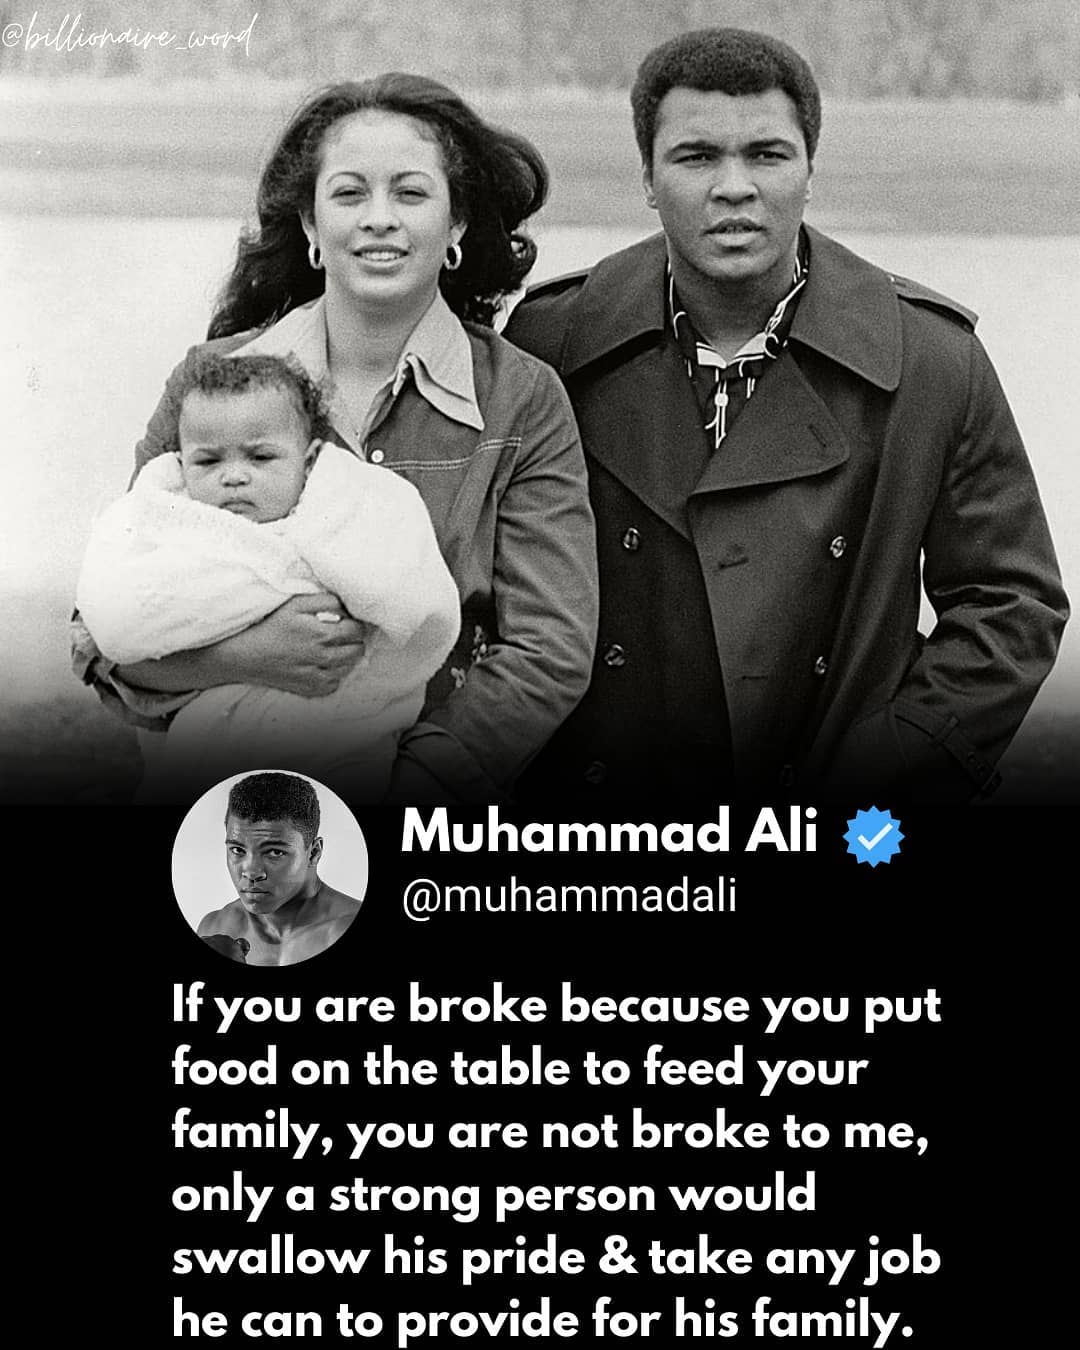 @billionaire_word
Muhammad Ali
@muhammadali
If you are broke because you put
food on the table to feed your
family, you are not broke to me,
only a strong person would
swallow his pride & take any job
he can to provide for his family.